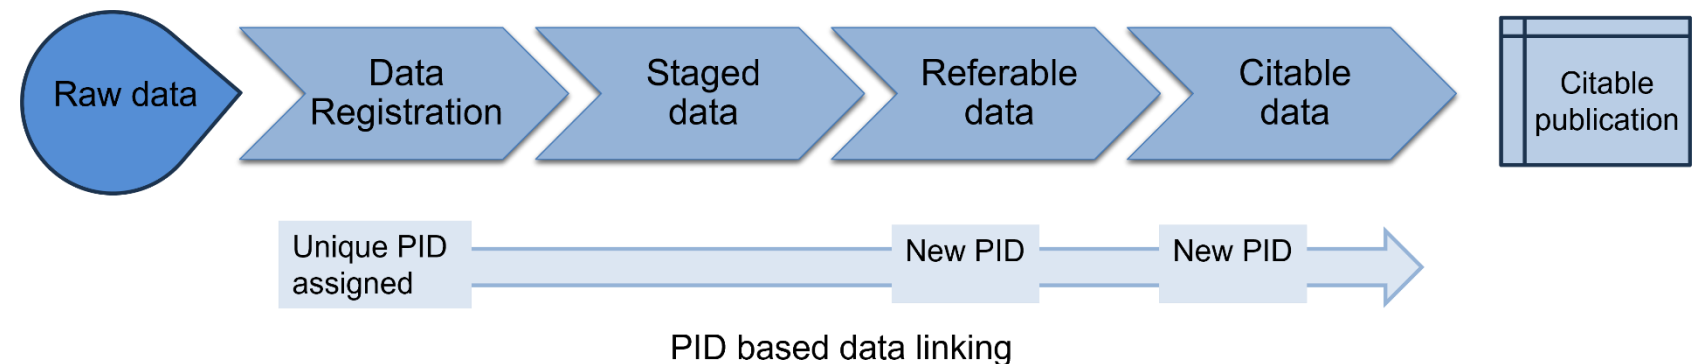 Raw data
Data
Registration
Staged
data
Referable
data
Citable
data
Citable
publication
Unique PID
assigned
New PID
New PID
PID based data linking